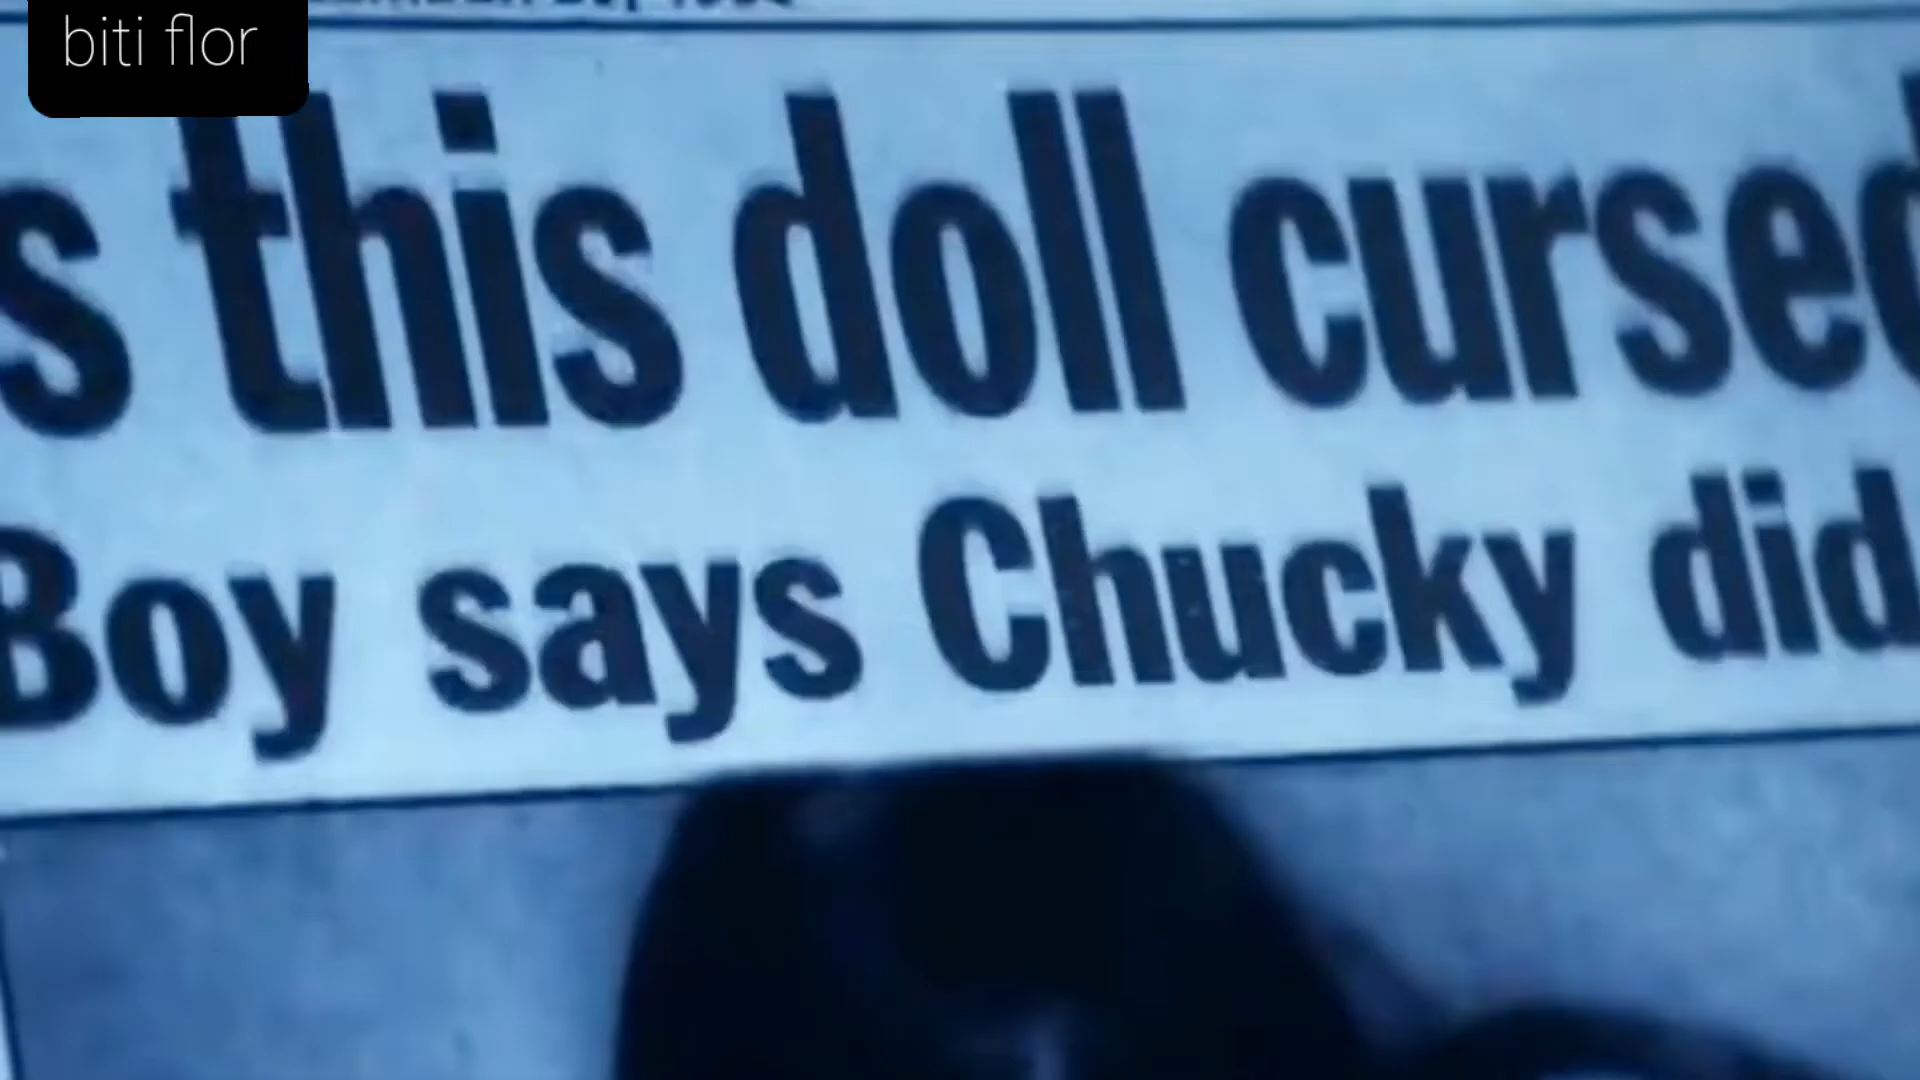 biti flor
s this doll cursed
Boy says Chucky did